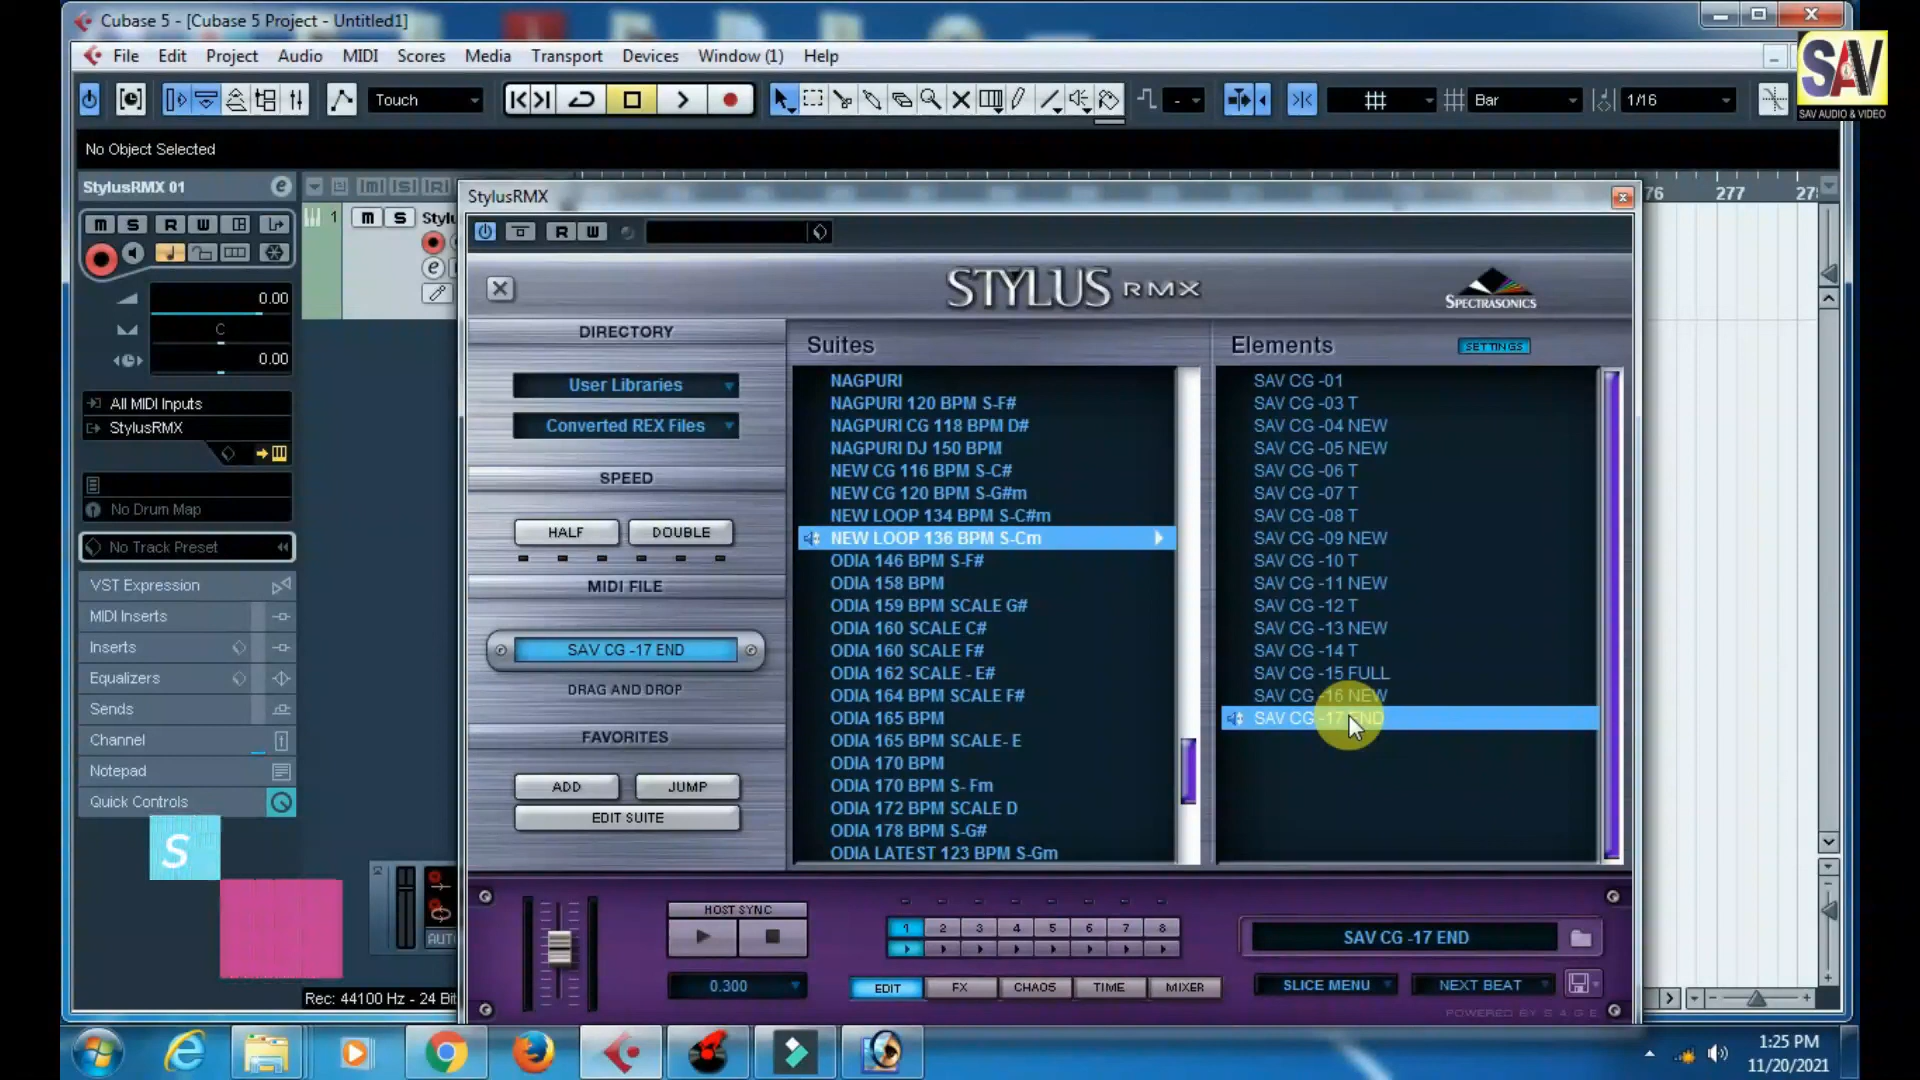 Cubase 5 - [Cubase 5 Project - Untitled1]
File Edit Project Audio MIDI Scores Media Transport Devices Window (1) Help
SAV
SAV AUDIO & VIDEO
Touch
Bar
1/16
No Object Selected
StylusRMX 01
m S R W
0.00
C
0.00
All MIDI Inputs
StylusRMX
No Drum Map
No Track Preset
VST Expression
MIDI Inserts
Inserts
Equalizers
Sends
Channel
Notepad
Quick Controls
S
1 m S Stylu
StylusRMX
277
R W
STYLUS RMX
SPECTRASONICS
DIRECTORY
User Libraries
Converted REX Files
SPEED
HALF DOUBLE
MIDI FILE
SAV CG -17 END
DRAG AND DROP
FAVORITES
ADD JUMP
EDIT SUITE
Suites
NAGPURI
NAGPURI 120 BPM S-F#
NAGPURI CG 118 BPM D#
NAGPURI DJ 150 BPM
NEW CG 116 BPM S-C#
NEW CG 120 BPM S-G#m
NEW LOOP 134 BPM S-C#m
NEW LOOP 136 BPM S-Cm
ODIA 146 BPM S-F#
ODIA 158 BPM
ODIA 159 BPM SCALE G#
ODIA 160 SCALE C#
ODIA 160 SCALE F#
ODIA 162 SCALE - E#
ODIA 164 BPM SCALE F#
ODIA 165 BPM
ODIA 165 BPM SCALE- E
ODIA 170 BPM
ODIA 170 BPM S- Fm
ODIA 172 BPM SCALE D
ODIA 178 BPM S-G#
ODIA LATEST 123 BPM S-Gm
Elements
SETTINGS
SAV CG -01
SAV CG -03 T
SAV CG -04 NEW
SAV CG -05 NEW
SAV CG -06 T
SAV CG -07 T
SAV CG -08 T
SAV CG -09 NEW
SAV CG -10 T
SAV CG -11 NEW
SAV CG -12 T
SAV CG -13 NEW
SAV CG -14 T
SAV CG -15 FULL
SAV CG -16 NEW
SAV CG -17 END
HOST SYNC
0.300
1 2 3 4 5 6 7 8
EDIT FX CHAOS TIME MIXER
SAV CG -17 END
SLICE MENU NEXT BEAT
POWERED BY S A G E
Rec: 44100 Hz - 24 Bit
1:25 PM
11/20/2021